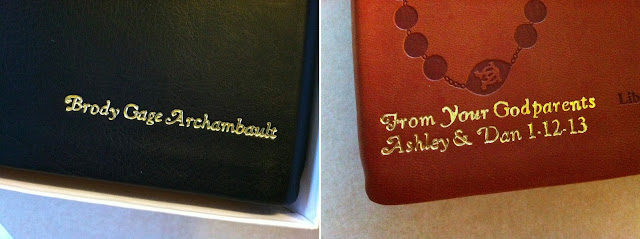 Brody Gage Archambault
From Your Godparents
Ashley & Dan 1-12-13